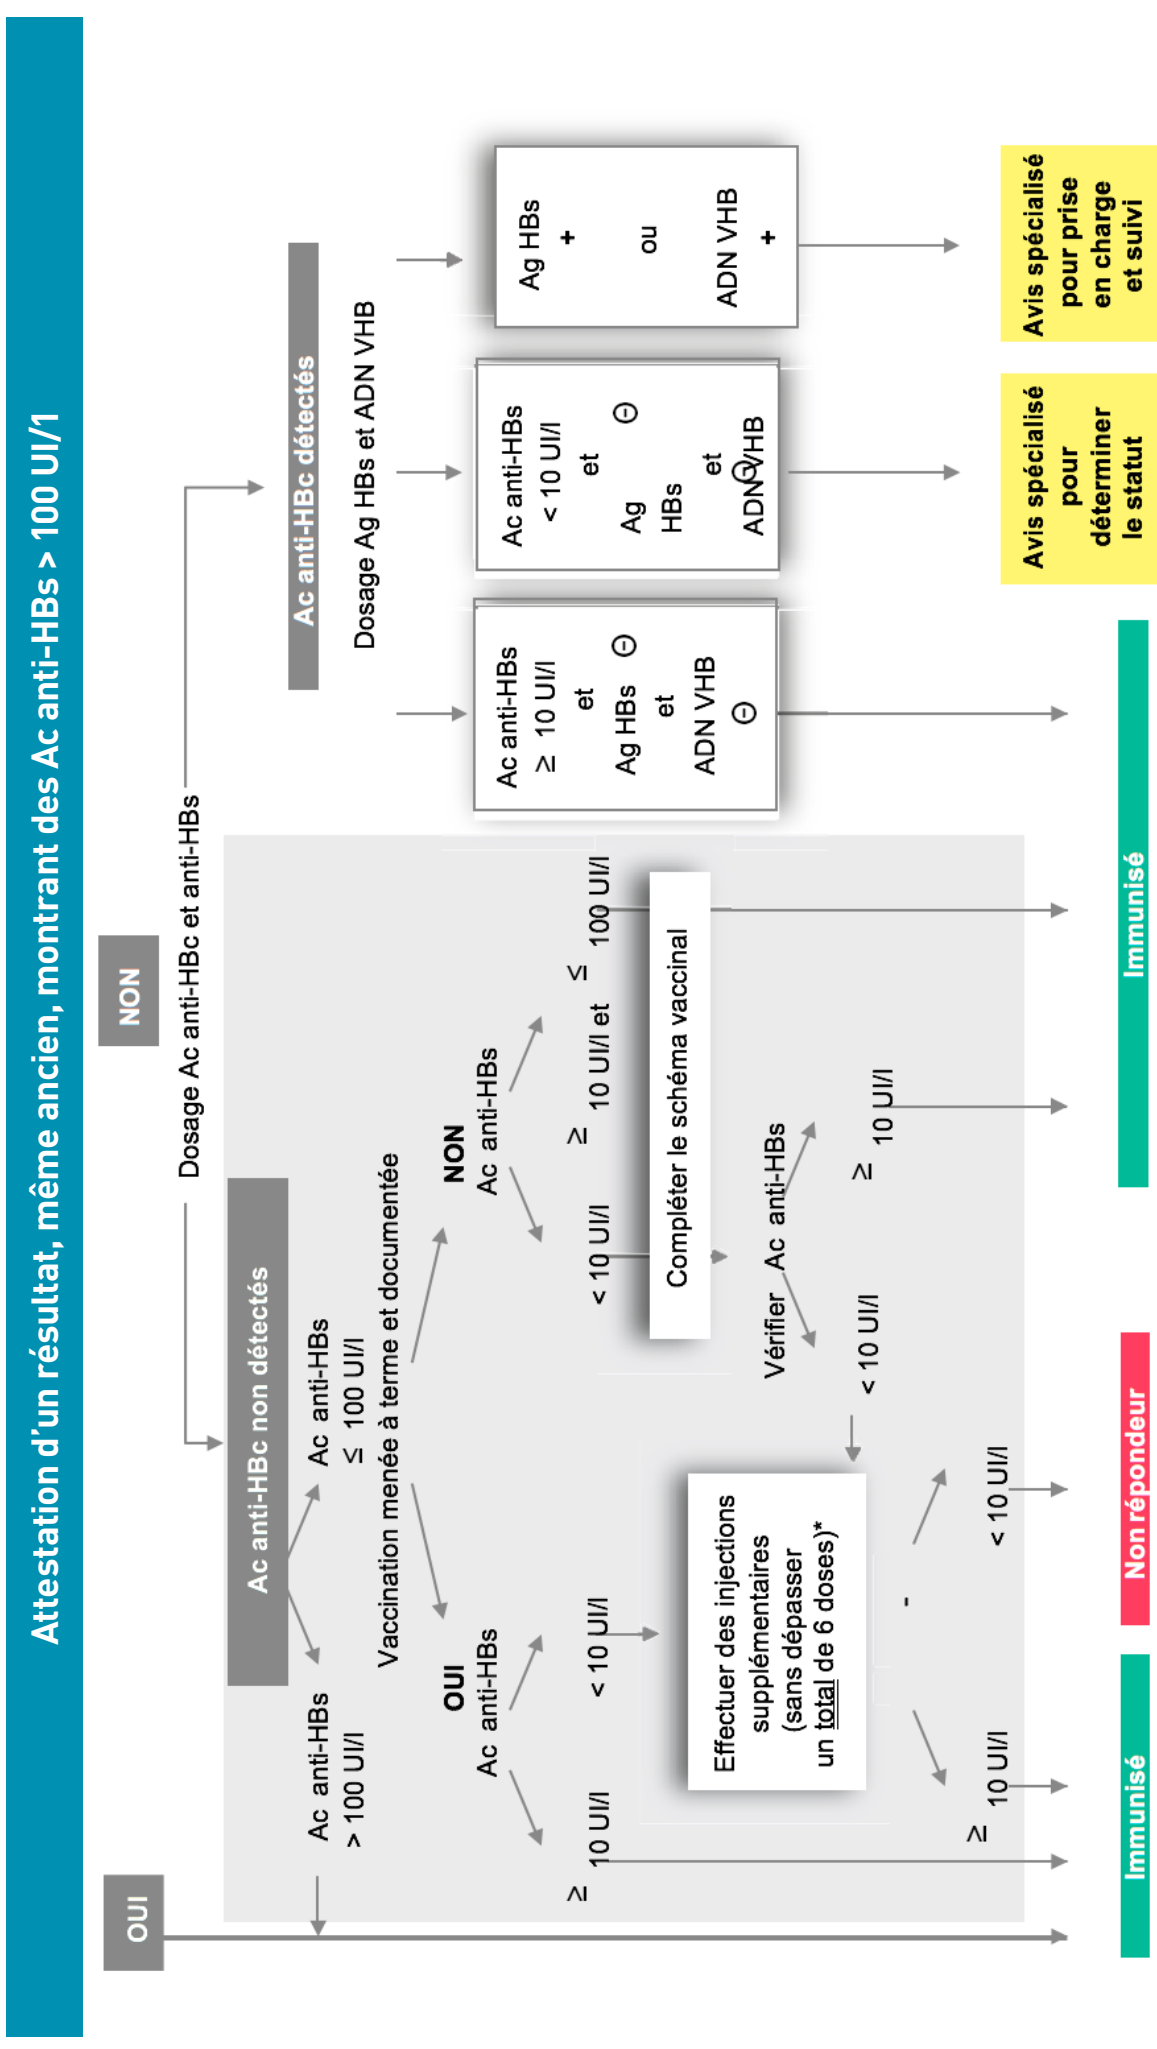 Attestation d'un résultat, même ancien, montrant des Ac anti-HBs > 100 UI/1
OUI
NON
Dosage Ac anti-HBc et anti-HBs
Ac anti-HBc non détectés
Ac anti-HBs
> 100 UI/l
Ac anti-HBs
≤ 100 UI/l
Vaccination menée à terme et documentée
OUI
Ac anti-HBs
≥
10 UI/l
< 10 UI/l
NON
Ac anti-HBs
< 10 UI/l
≥
10 UI/l et
≤
100 UI/l
Compléter le schéma vaccinal
Vérifier Ac anti-HBs
< 10 UI/l
≥
10 UI/l
Effectuer des injections
supplémentaires
(sans dépasser
un total de 6 doses)*
-
≥
10 UI/l
< 10 UI/l
Ac anti-HBc détectés
Dosage Ag HBs et ADN VHB
Ac anti-HBs
≥ 10 UI/l
et
Ag HBs ⊖
et
ADN VHB
⊖
Ac anti-HBs
< 10 UI/l
et
Ag ⊖
HBs
et
⊖
ADN VHB
Ag HBs
+
ou
ADN VHB
+
Immunisé
Non répondeur
Immunisé
Avis spécialisé
pour
déterminer
le statut
Avis spécialisé
pour prise
en charge
et suivi